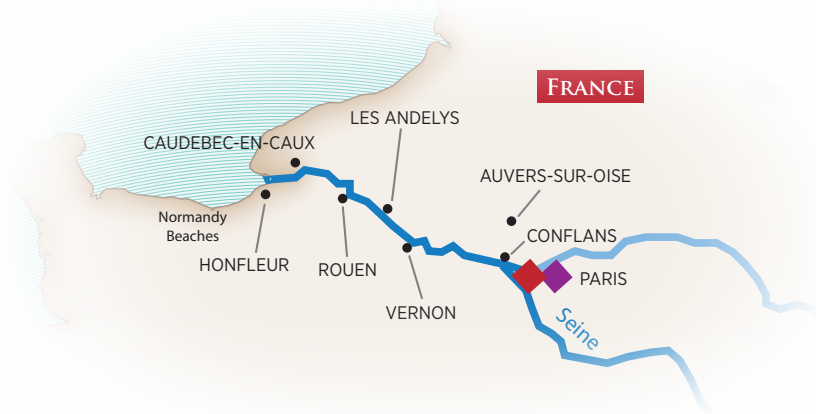 FRANCE
LES ANDELYS
CAUDEBEC-EN-CAUX
AUVERS-SUR-OISE
Normandy
Beaches
CONFLANS
HONFLEUR
ROUEN
PARIS
VERNON
Seine